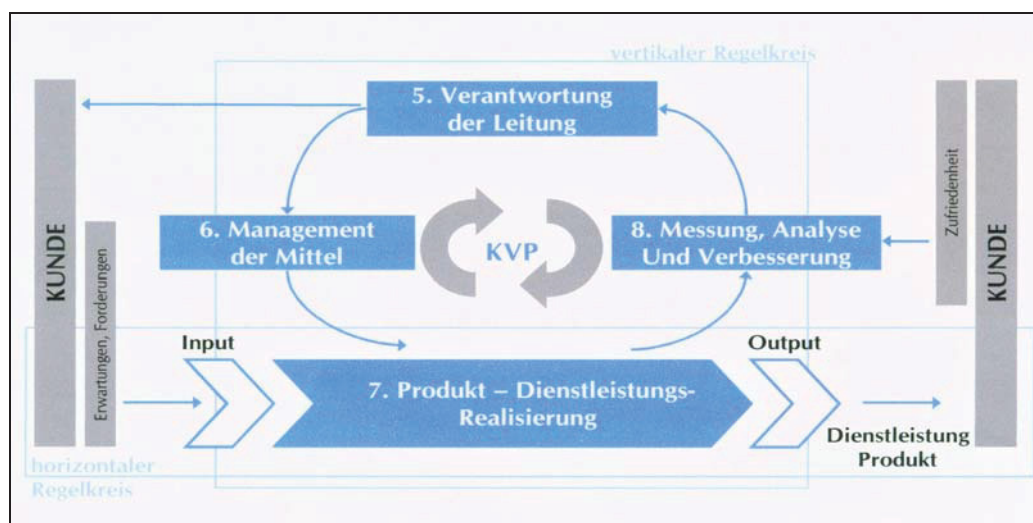 vertikaler Regelkreis
5. Verantwortung
der Leitung
KUNDE
Erwartungen, Forderungen
6. Management
der Mittel
KVP
8. Messung, Analyse
Und Verbesserung
Zufriedenheit
KUNDE
Input
7. Produkt – Dienstleistungs-
Realisierung
Output
Dienstleistung
Produkt
horizontaler
Regelkreis